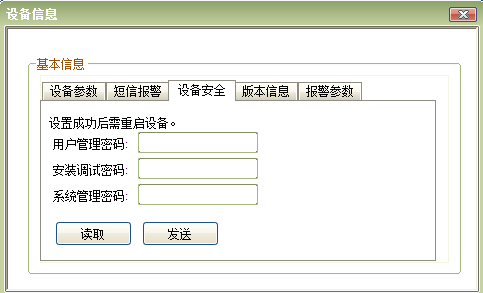 设备信息
基本信息
设备参数 短信报警 设备安全 版本信息 报警参数
设置成功后需重启设备。
用户管理密码:
安装调试密码:
系统管理密码:
读取 发送